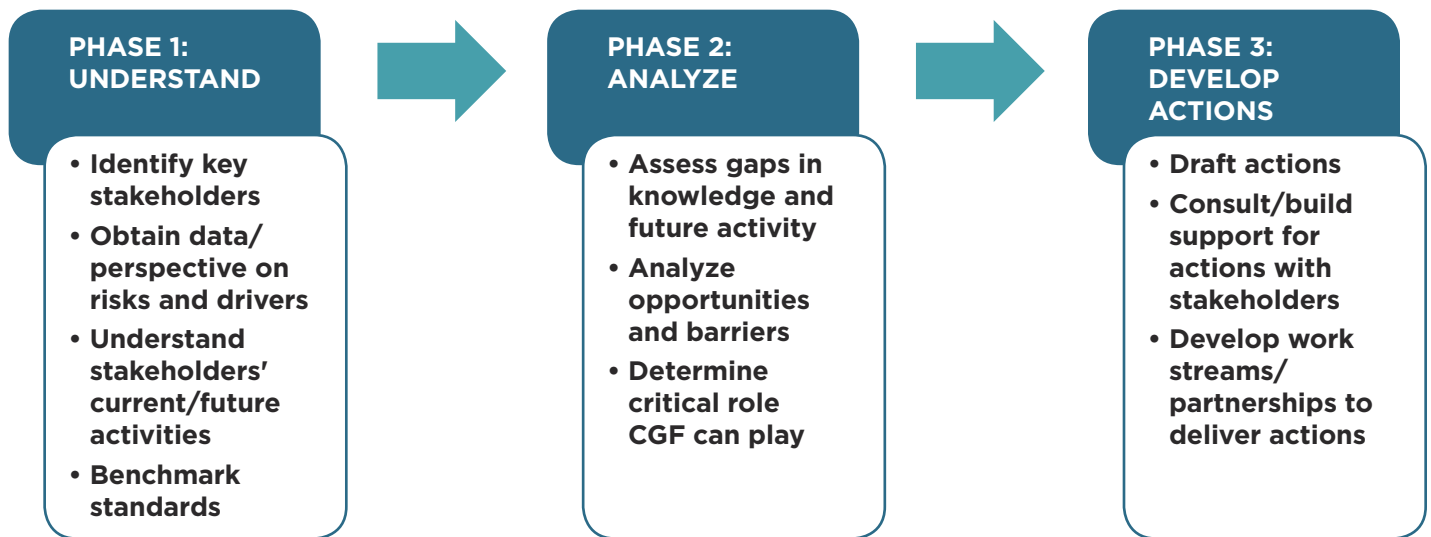 PHASE 1:
UNDERSTAND
• Identify key
stakeholders
• Obtain data/
perspective on
risks and drivers
• Understand
stakeholders'
current/future
activities
• Benchmark
standards
PHASE 2:
ANALYZE
• Assess gaps in
knowledge and
future activity
• Analyze
opportunities
and barriers
• Determine
critical role
CGF can play
PHASE 3:
DEVELOP
ACTIONS
• Draft actions
• Consult/build
support for
actions with
stakeholders
• Develop work
streams/
partnerships to
deliver actions